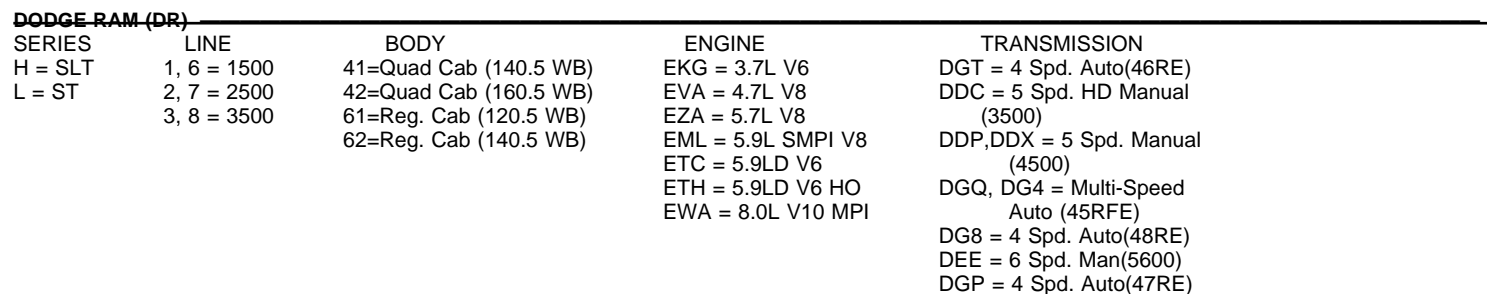 DODGE RAM (DR)
SERIES LINE BODY ENGINE TRANSMISSION
H = SLT 1, 6 = 1500 41=Quad Cab (140.5 WB) EKG = 3.7L V6 DGT = 4 Spd. Auto(46RE)
L = ST 2, 7 = 2500 42=Quad Cab (160.5 WB) EVA = 4.7L V8 DDC = 5 Spd. HD Manual
3, 8 = 3500 61=Reg. Cab (120.5 WB) EZA = 5.7L V8 (3500)
62=Reg. Cab (140.5 WB) EML = 5.9L SMPI V8 DDP,DDX = 5 Spd. Manual
ETC = 5.9LD V6 (4500)
ETH = 5.9LD V6 HO DGQ, DG4 = Multi-Speed
EWA = 8.0L V10 MPI Auto (45RFE)
DG8 = 4 Spd. Auto(48RE)
DEE = 6 Spd. Man(5600)
DGP = 4 Spd. Auto(47RE)